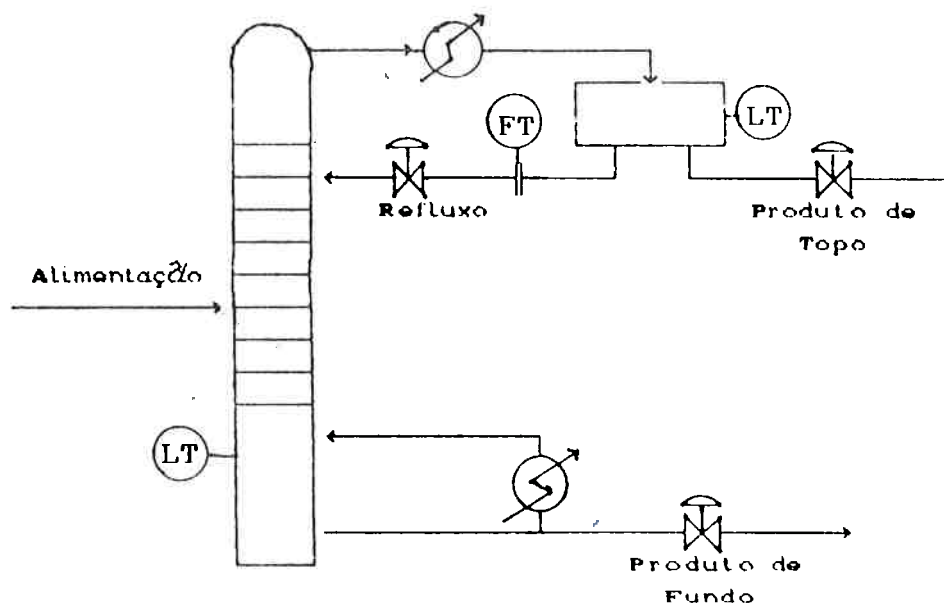 FT
LT
Refluxo
Produto de
Topo
Alimentação
LT
Produto de
Fundo